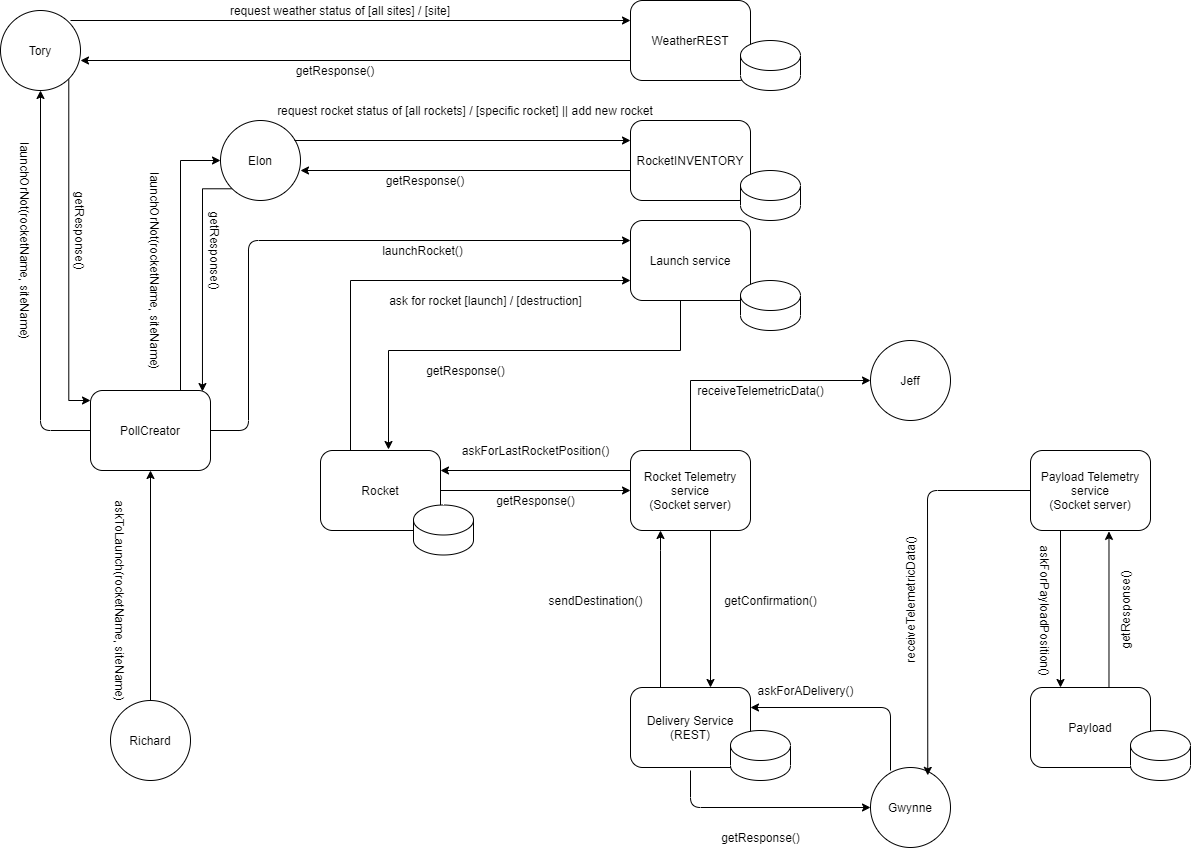 request weather status of [all sites] / [site]
Tory
WeatherREST
getResponse()
request rocket status of [all rockets] / [specific rocket] || add new rocket
launchOrNot(rocketName, siteName)
getResponse()
launchOrNot(rocketName, siteName)
Elon
getResponse()
RocketINVENTORY
getResponse()
launchRocket()
Launch service
ask for rocket [launch] / [destruction]
getResponse()
receiveTelemetricData()
Jeff
PollCreator
askForLastRocketPosition()
Rocket
getResponse()
Rocket Telemetry
service
(Socket server)
Payload Telemetry
service
(Socket server)
askToLaunch(rocketName, siteName)
sendDestination()
getConfirmation()
receiveTelemetricData()
askForPayloadPosition()
getResponse()
askForADelivery()
Richard
Delivery Service
(REST)
Payload
Gwynne
getResponse()